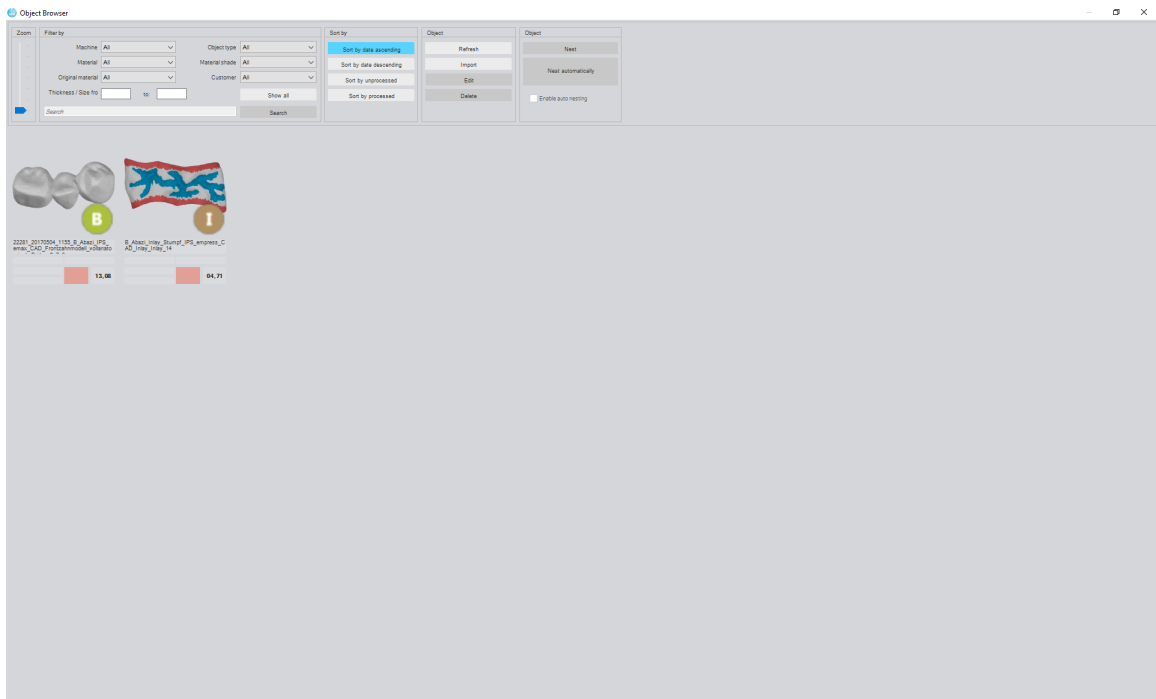 Object Browser
Zoom
Filter by
Machine All
Object type All
Material All
Material shade All
Original material All
Customer All
Thickness / Size fro
to:
Show all
Search
Search
Sort by
Sort by date ascending
Sort by date descending
Sort by unprocessed
Sort by processed
Object
Refresh
Import
Edit
Delete
Object
Nest
Nest automatically
Enable auto nesting
B
22281_20170504_1155_B_Abazi_IPS_
emax_CAD_Frontzahnmodell_vollanato
13,08
I
B_Abazi_Inlay_Stumpf_IPS_empress_C
AD_Inlay_Inlay_14
04,71